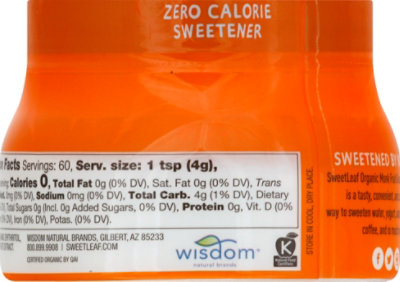 ZERO CALORIE
SWEETENER
Facts Servings: 60, Serv. size: 1 tsp (4g),
Calories 0, Total Fat 0g (0% DV), Sat. Fat 0g (0% DV), Trans
0mg (0% DV), Sodium 0mg (0% DV), Total Carb. 4g (1% DV), Dietary
Total Sugars 0g (Incl. 0g Added Sugars, 0% DV), Protein 0g, Vit. D (0%
DV), Iron (0% DV), Potas. (0% DV).
WISDOM NATURAL BRANDS, GILBERT, AZ 85233
800.899.9908 | SWEETLEAF.COM
CERTIFIED ORGANIC BY QAI
wisdom
natural brands
K
STORE IN COOL, DRY PLACE.
SWEETENED BY
SweetLeaf Organic Monk Fruit
is a tasty, convenient,
way to sweeten water, yogurt,
coffee, and